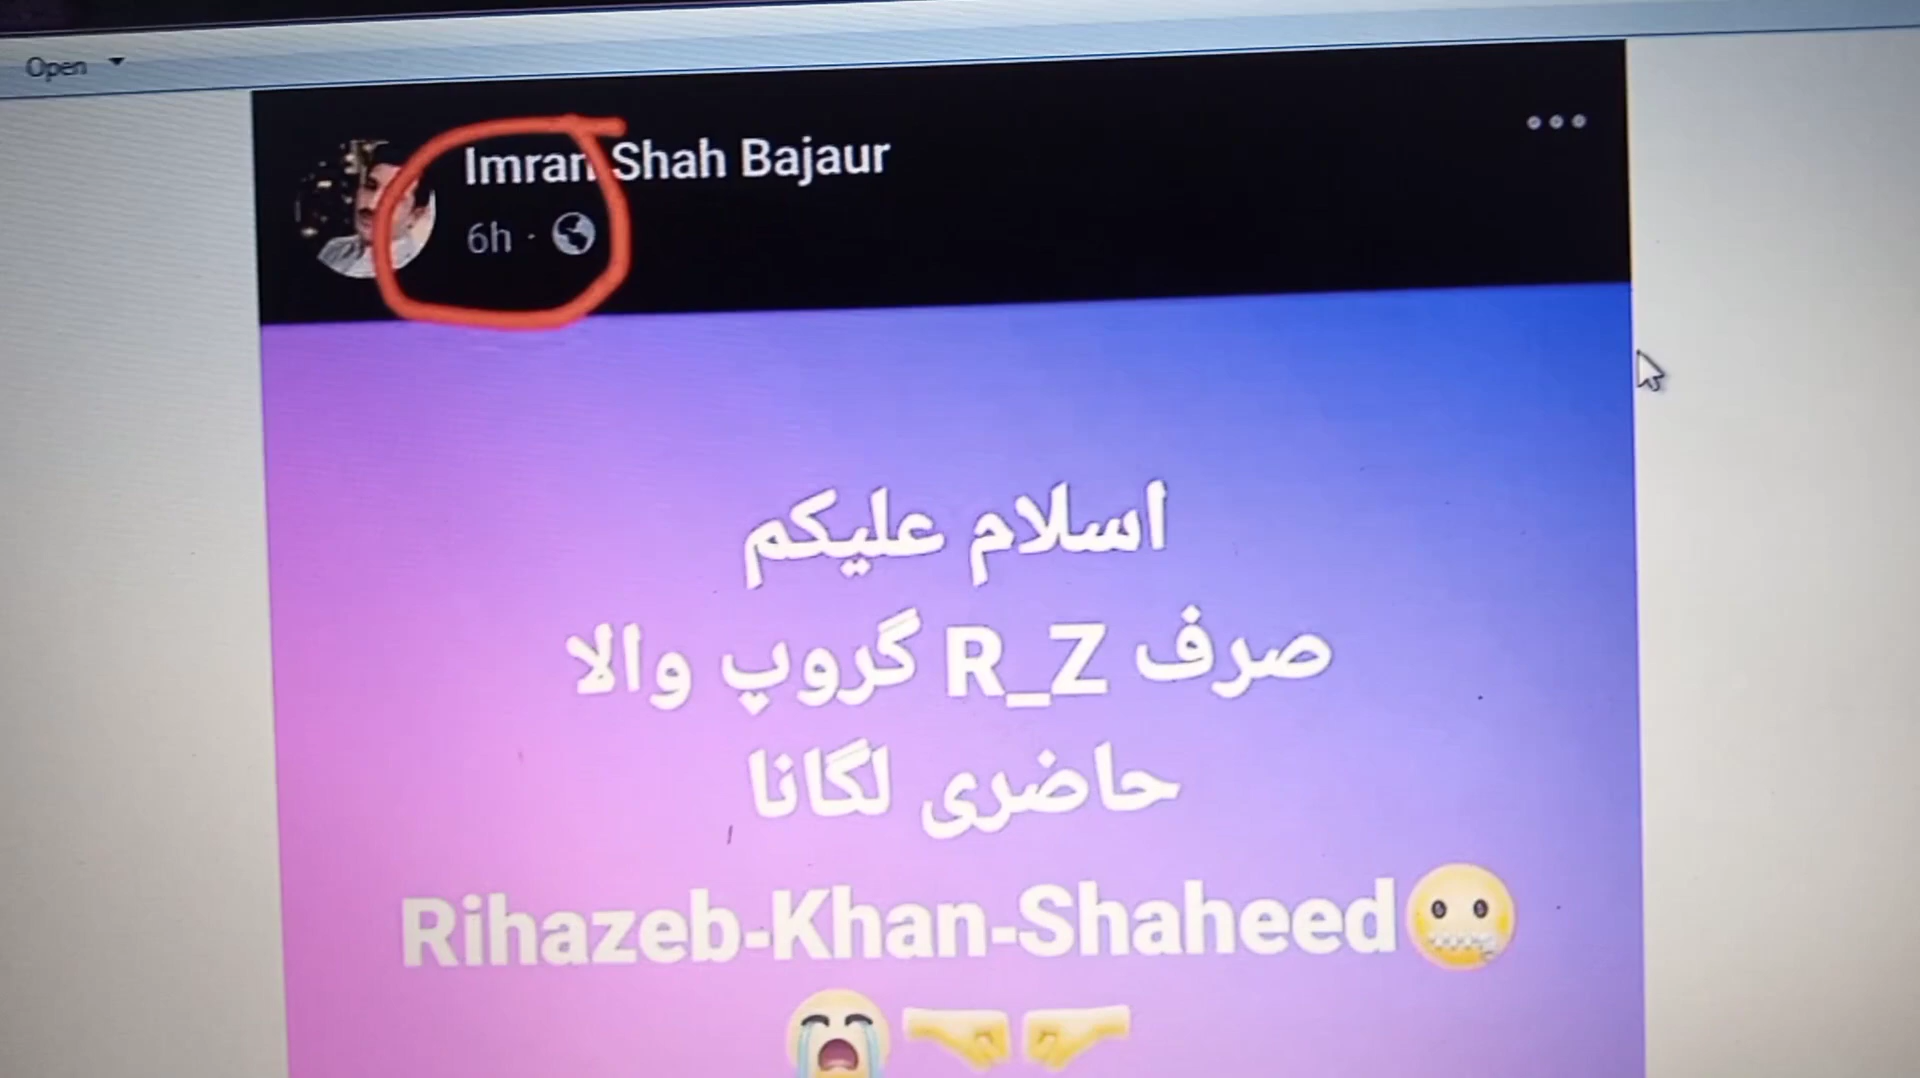 Open
Imran Shah Bajaur
6h ·
اسلام علیکم
صرف R_Z گروپ والا
حاضری لگانا
Rihazeb-Khan-Shaheed🤐
😭🤜🤛